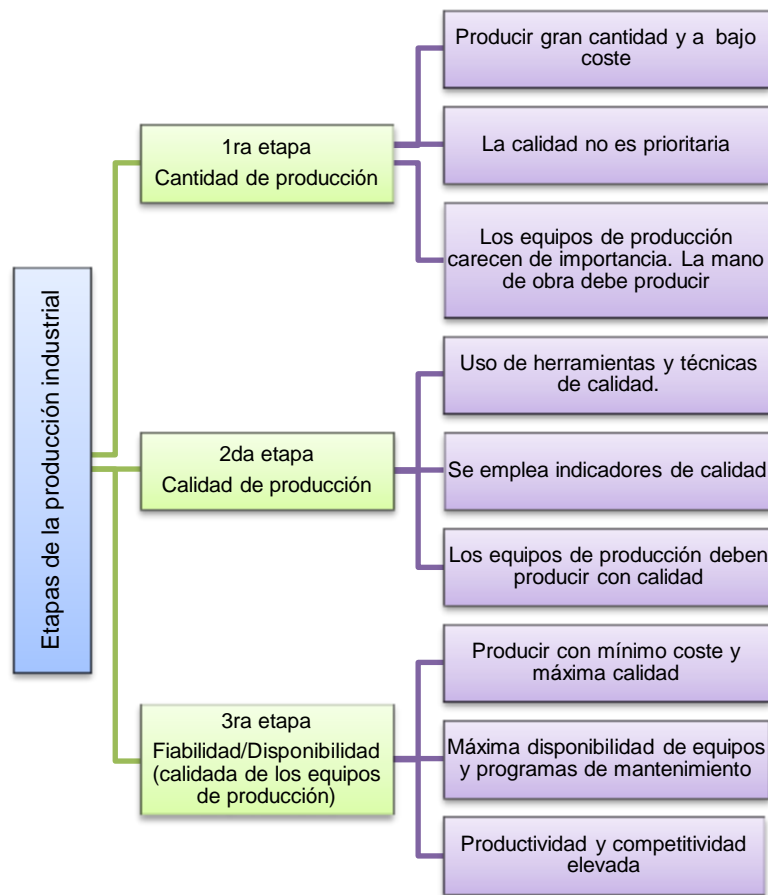 Etapas de la producción industrial
1ra etapa
Cantidad de producción
Producir gran cantidad y a bajo
coste
La calidad no es prioritaria
Los equipos de producción
carecen de importancia. La mano
de obra debe producir
2da etapa
Calidad de producción
Uso de herramientas y técnicas
de calidad.
Se emplea indicadores de calidad
Los equipos de producción deben
producir con calidad
3ra etapa
Fiabilidad/Disponibilidad
(calidada de los equipos
de producción)
Producir con mínimo coste y
máxima calidad
Máxima disponibilidad de equipos
y programas de mantenimiento
Productividad y competitividad
elevada